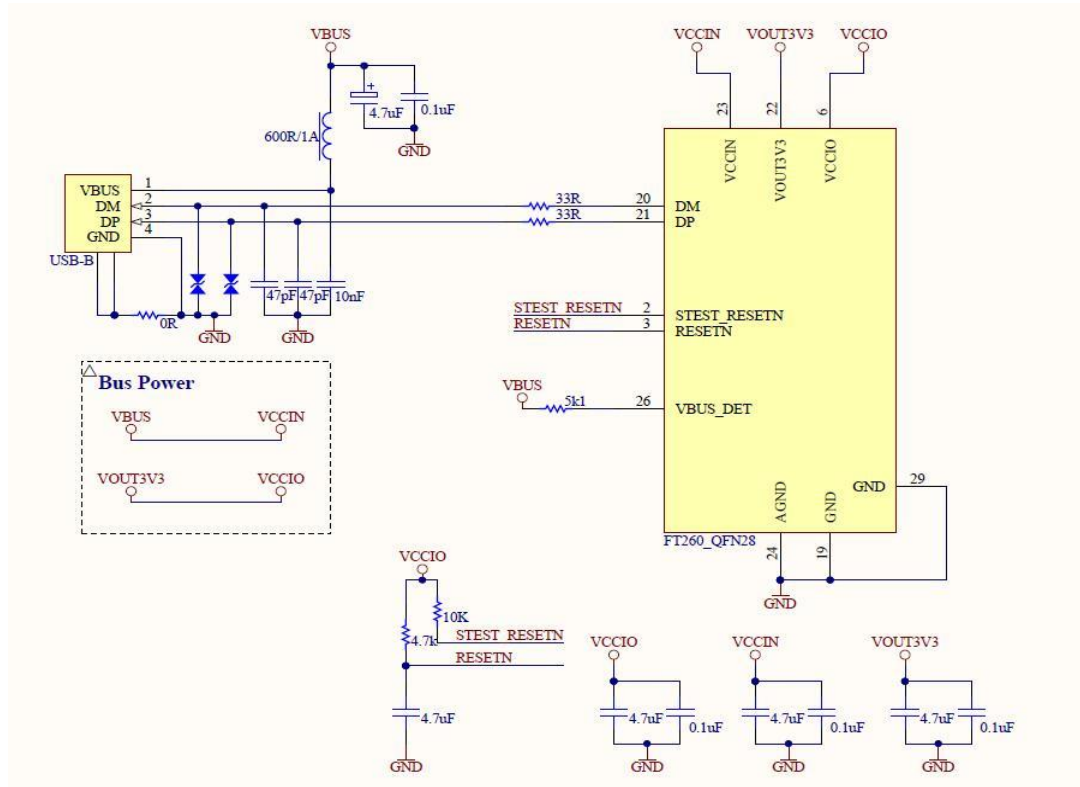 VBUS
VCCIN VOUT3V3 VCCIO
+
4.7uF 0.1uF
23 22 6
600R/1A
GND
VCCIN VOUT3V3 VCCIO
VBUS 1
DM 2 33R 20 DM
DP 3 33R 21 DP
GND 4
USB-B
47pF 47pF 10nF
0R
GND GND
STEST_RESETN 2 STEST_RESETN
RESETN 3 RESETN
Bus Power
VBUS
5k1 26 VBUS_DET
VBUS VCCIN
VOUT3V3 VCCIO
GND 29
AGND GND
FT260_QFN28
24 19
GND
VCCIO
10K
4.7k STEST_RESETN
RESETN
4.7uF
GND
VCCIO VCCIN VOUT3V3
4.7uF 0.1uF 4.7uF 0.1uF 4.7uF 0.1uF
GND GND GND